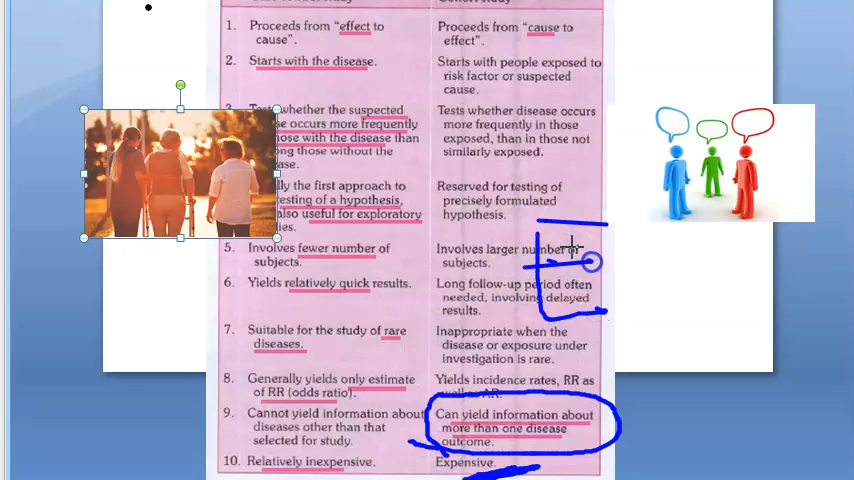 1. Proceeds from "effect to
cause".
Proceeds from "cause to
effect".
2. Starts with the disease.
Starts with people exposed to
risk factor or suspected
cause.
whether the suspected
occurs more frequently
with the disease than
those without the
Tests whether disease occurs
more frequently in those
exposed, than in those not
similarly exposed.
the first approach to
testing of a hypothesis,
also useful for exploratory
Reserved for testing of
precisely formulated
hypothesis.
5. Involves fewer number of
subjects.
Involves larger number of
subjects.
6. Yields relatively quick results.
Long follow-up period often
needed, involving delayed
results.
7. Suitable for the study of rare
diseases.
Inappropriate when the
disease or exposure under
investigation is rare.
8. Generally yields only estimate
of RR (odds ratio).
Yields incidence rates, RR as
well as AR.
9. Cannot yield information about
diseases other than that
selected for study.
Can yield information about
more than one disease
outcome.
10. Relatively inexpensive.
Expensive.